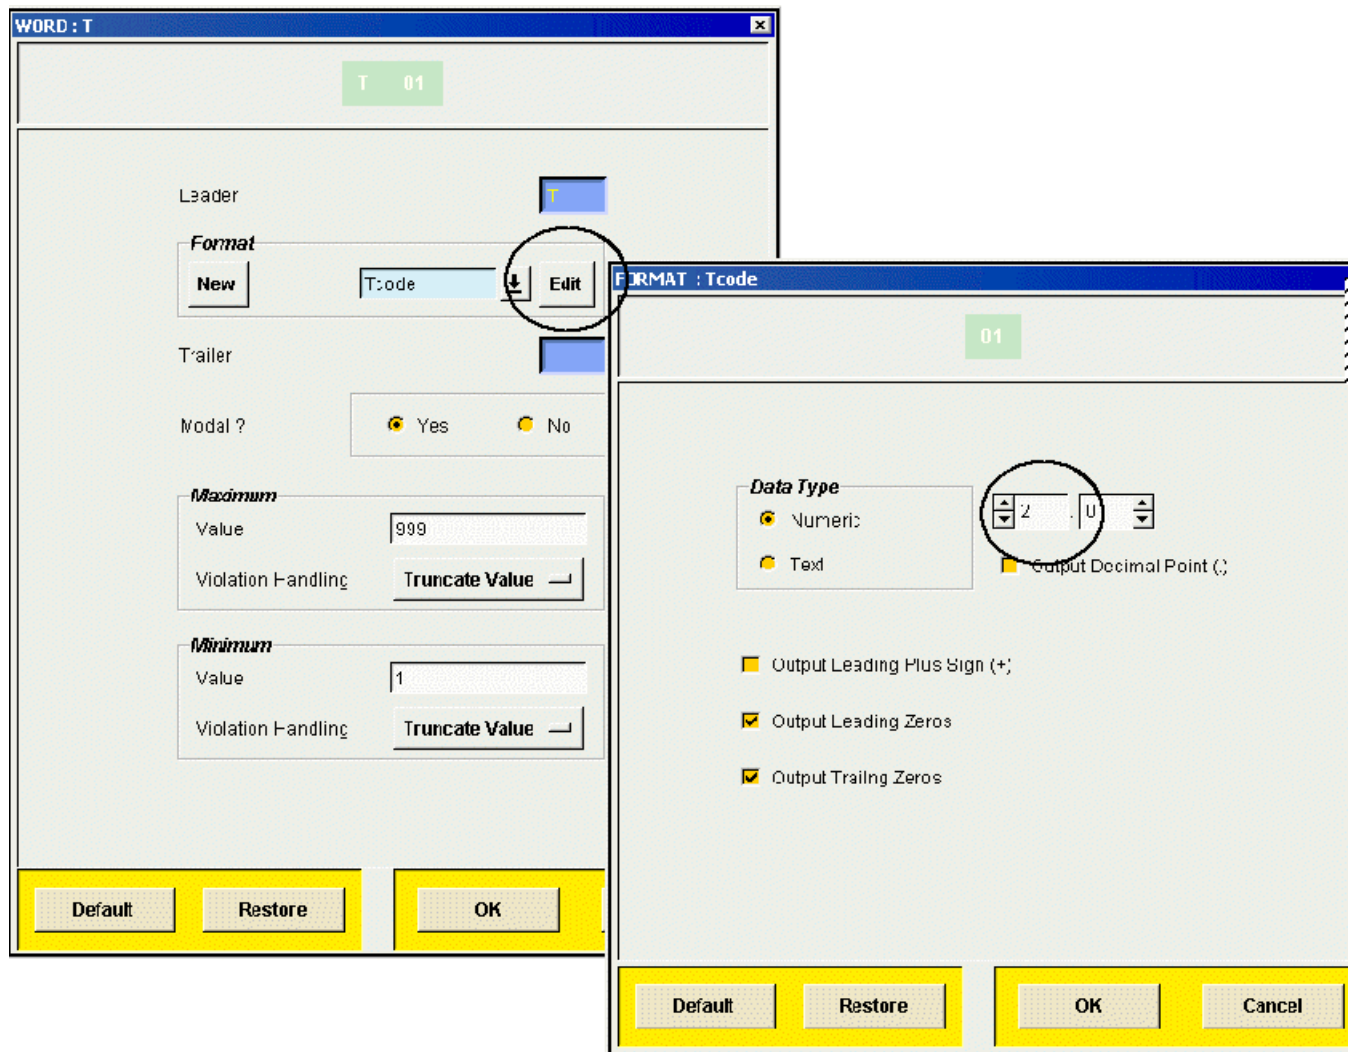 WORD : T
T 01
Leader T
Format
New Tcode Edit
Trailer
Modal ? Yes No
Maximum
Value 999
Violation Handling Truncate Value
Minimum
Value 1
Violation Handling Truncate Value
Default Restore OK
FORMAT : Tcode
01
Data Type
Numeric 2 . 0
Text Output Decimal Point (.)
Output Leading Plus Sign (+)
Output Leading Zeros
Output Trailng Zeros
Default Restore OK Cancel